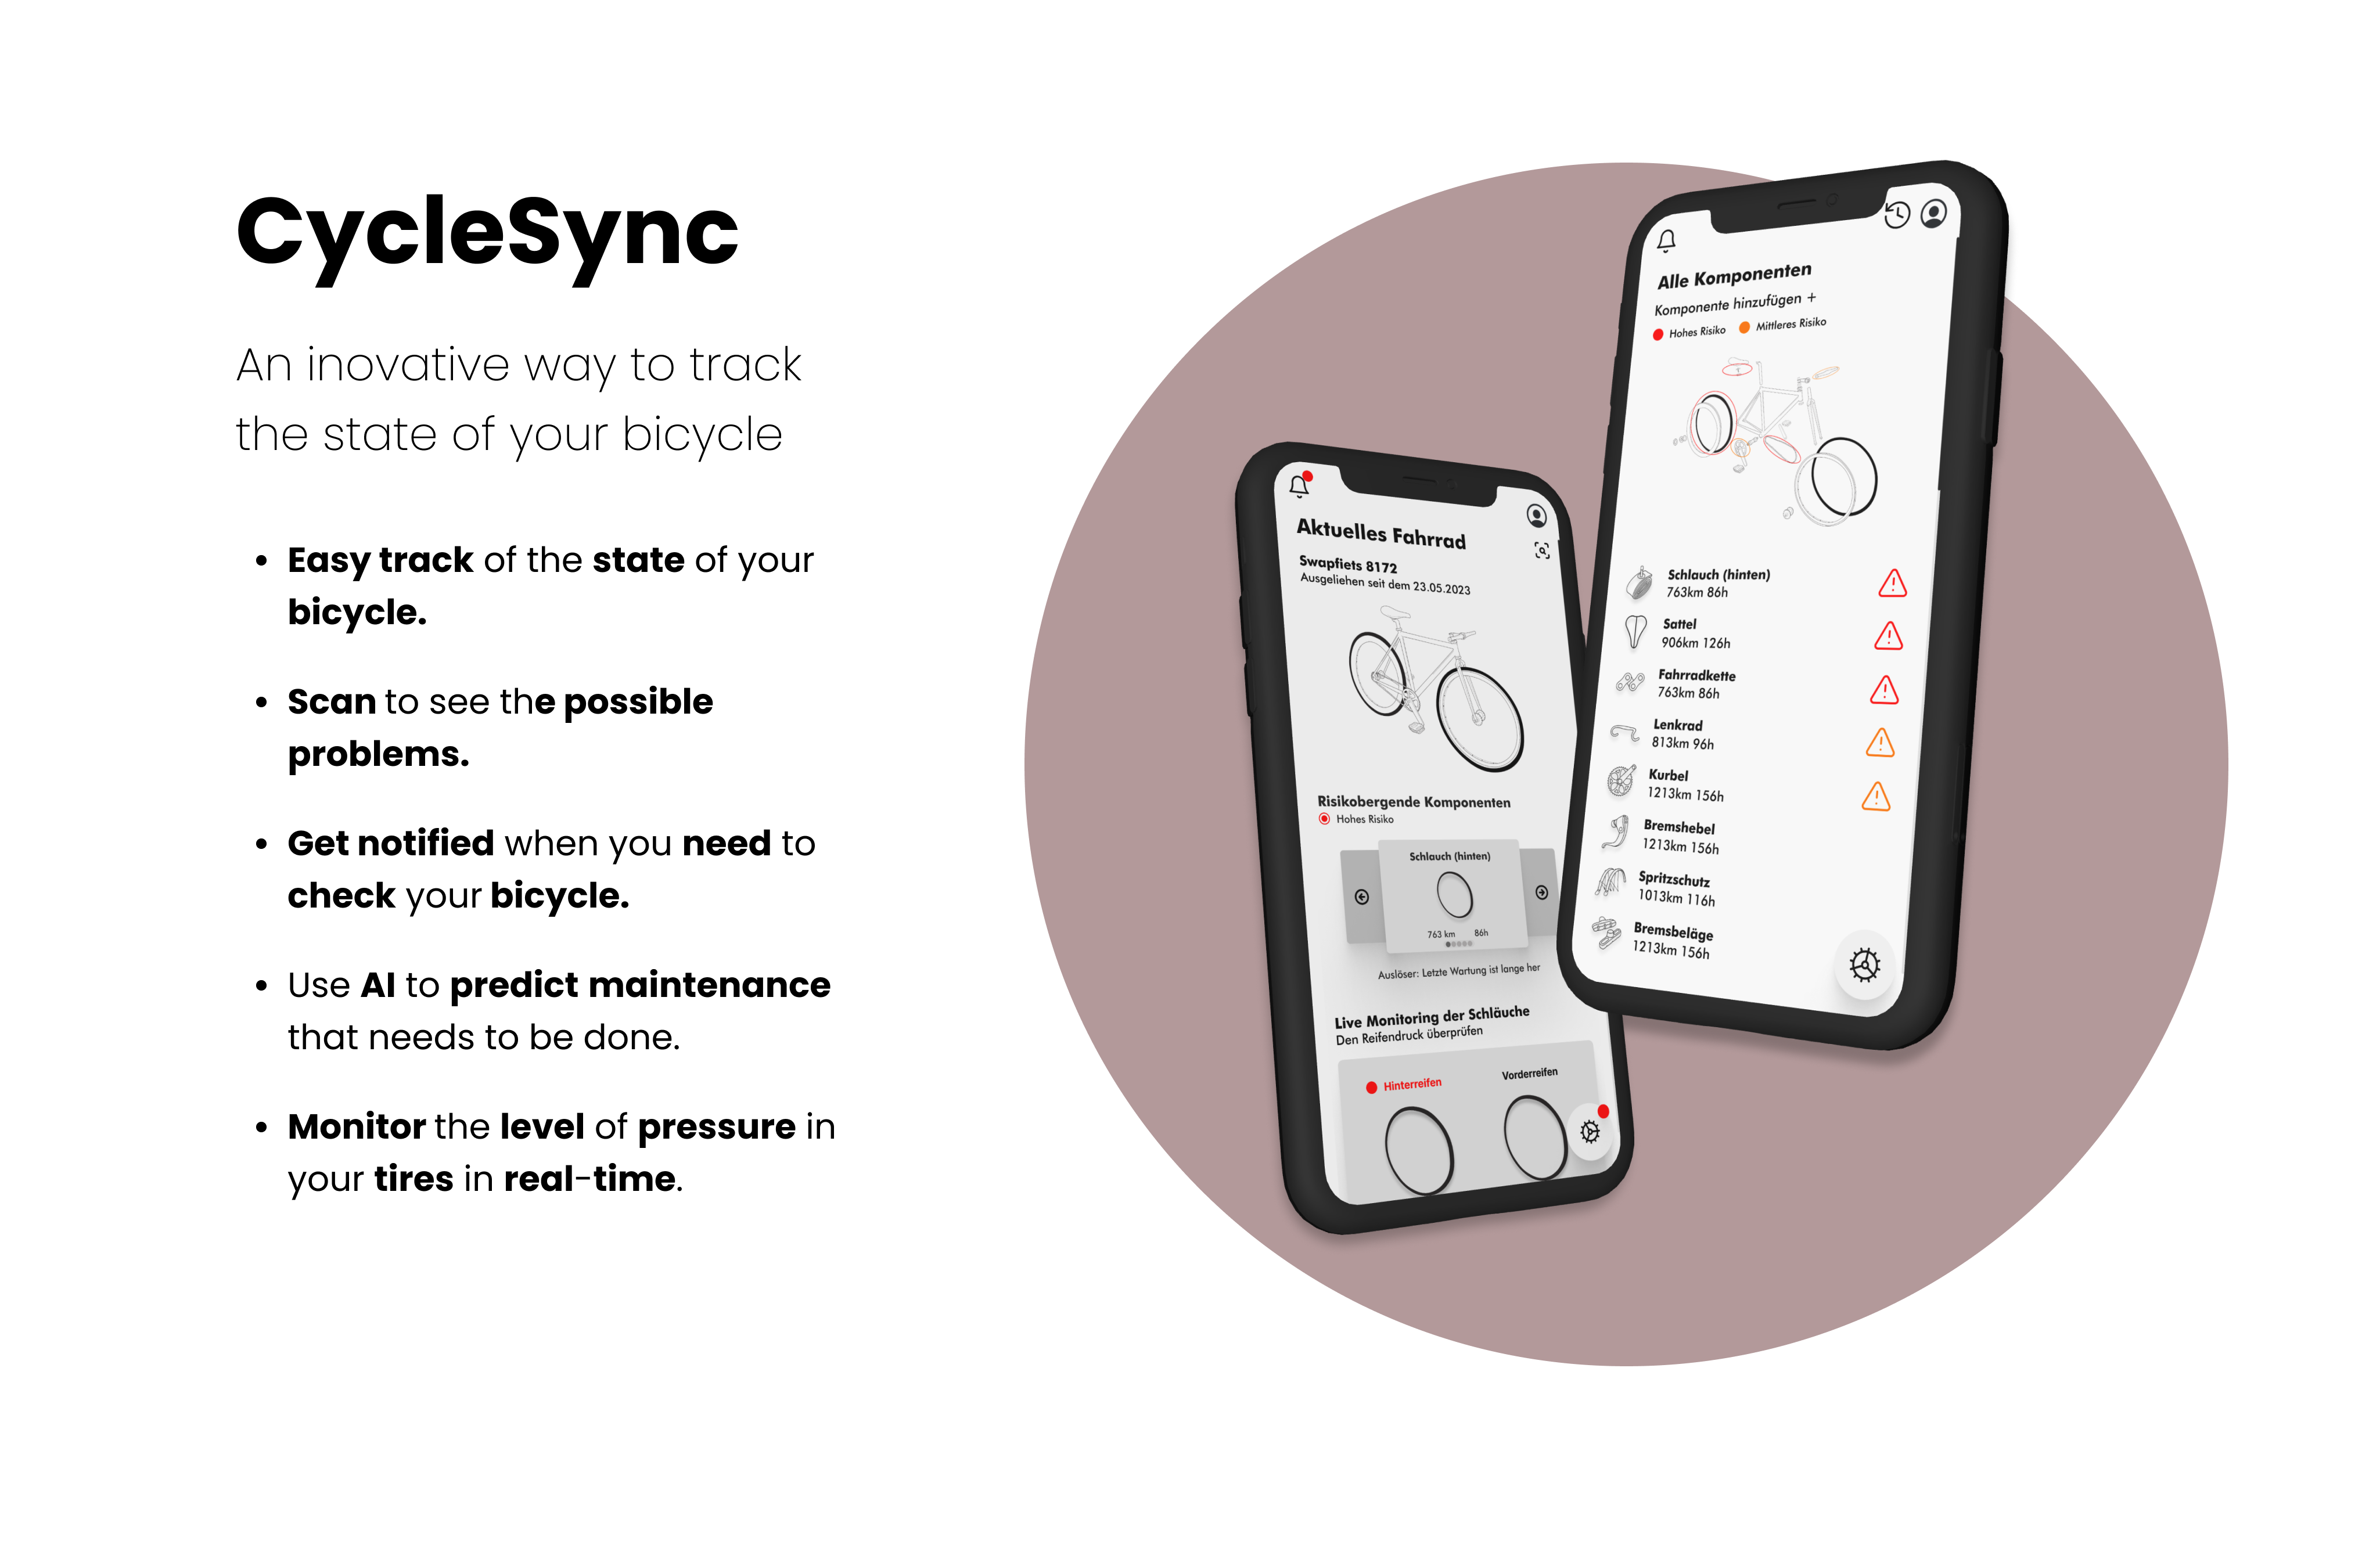 CycleSync
An inovative way to track
the state of your bicycle
Easy track of the state of your
bicycle.
Scan to see the possible
problems.
Get notified when you need to
check your bicycle.
Use AI to predict maintenance
that needs to be done.
Monitor the level of pressure in
your tires in real-time.
Aktuelles Fahrrad
Swapfiets 8172
Ausgeliehen seit dem 23.05.2023
Risikobergende Komponenten
Hohes Risiko
Schlauch (hinten)
763 km 86h
Auslöser: Letzte Wartung ist lange her
Live Monitoring der Schläuche
Den Reifendruck überprüfen
Hinterreifen Vorderreifen
Alle Komponenten
Komponente hinzufügen +
Hohes Risiko Mittleres Risiko
Schlauch (hinten)
763km 86h
Sattel
906km 126h
Fahrradkette
763km 86h
Lenkrad
813km 96h
Kurbel
1213km 156h
Bremshebel
1213km 156h
Spritzschutz
1013km 116h
Bremsbeläge
1213km 156h